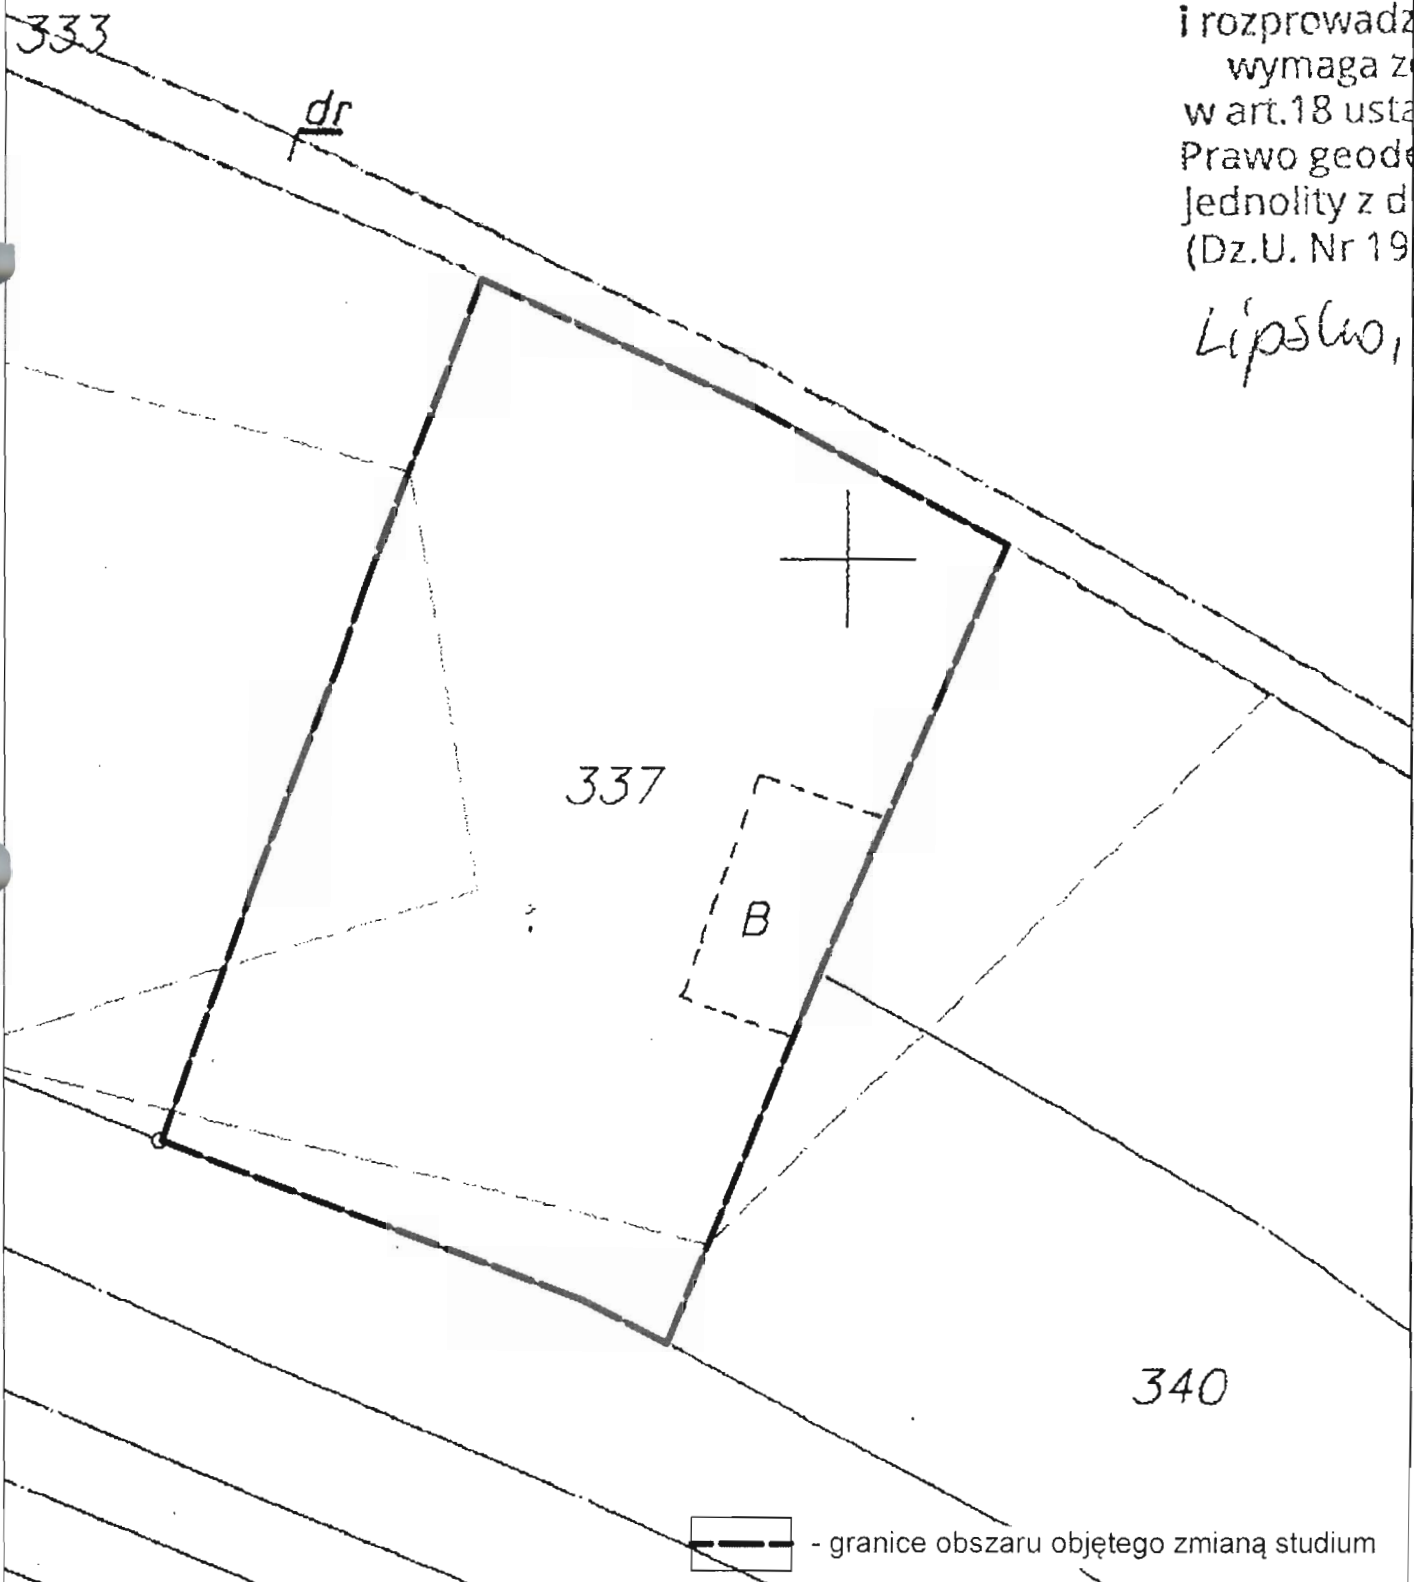 333
dr
i rozprowadz
wymaga z
w art.18 usta
Prawo geode
jednolity z d
(Dz.U. Nr 19
Lipsko,
337
B
340
- granice obszaru objętego zmianą studium